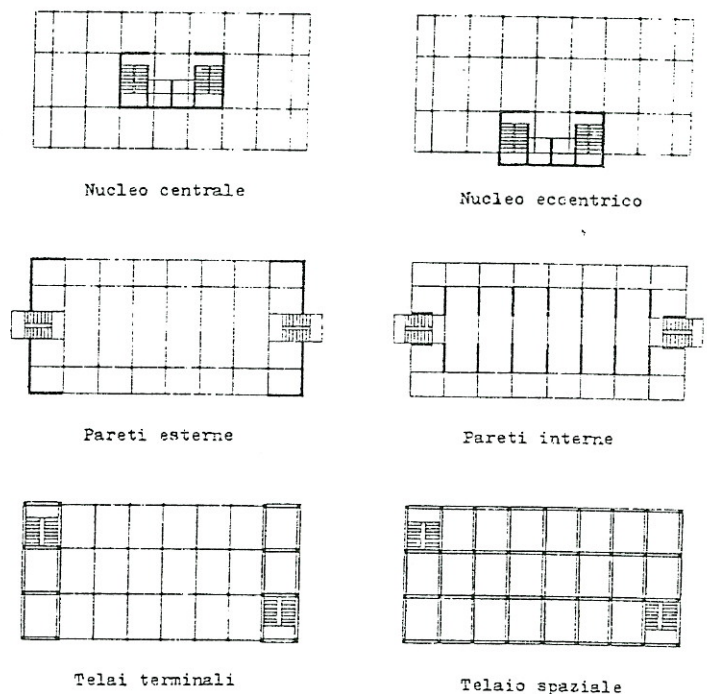 Nucleo centrale
Nucleo eccentrico
Pareti esterne
Pareti interne
Telai terminali
Telaio spaziale